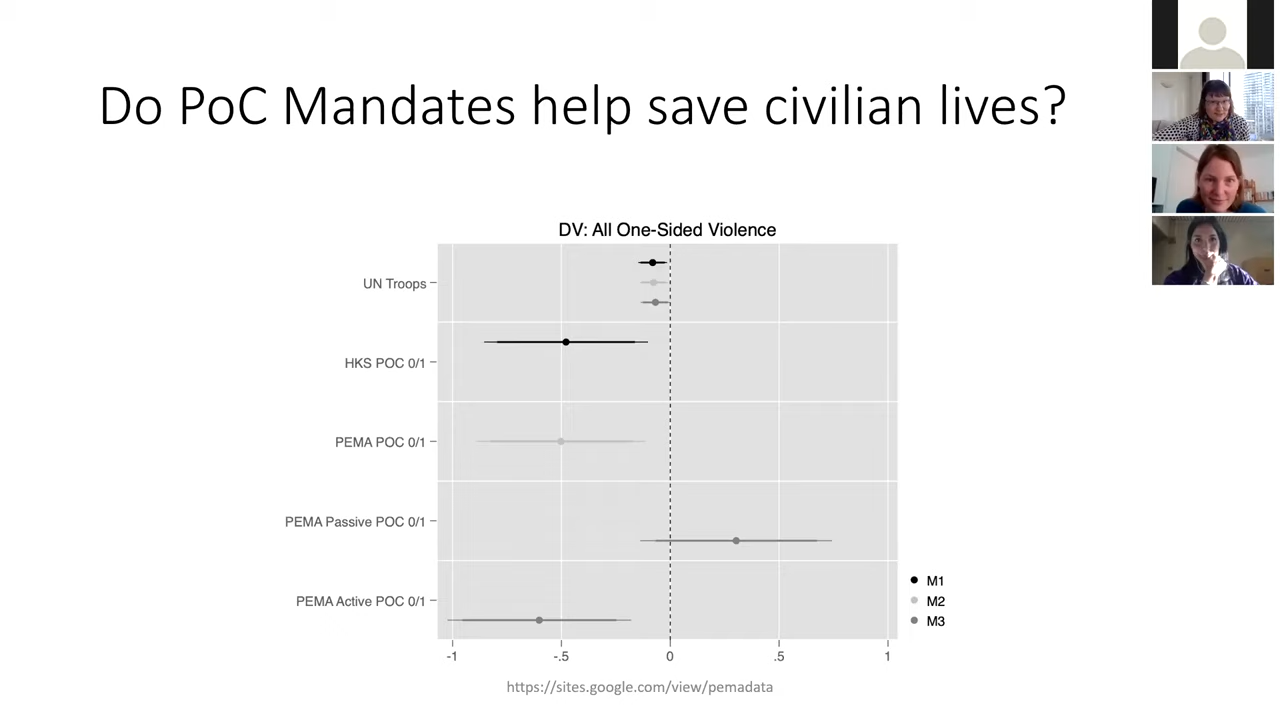 Do PoC Mandates help save civilian lives?
DV: All One-Sided Violence
UN Troops
HKS POC 0/1
PEMA POC 0/1
PEMA Passive POC 0/1
PEMA Active POC 0/1
M1
M2
M3
-1 -.5 0 .5 1
https://sites.google.com/view/pemadata